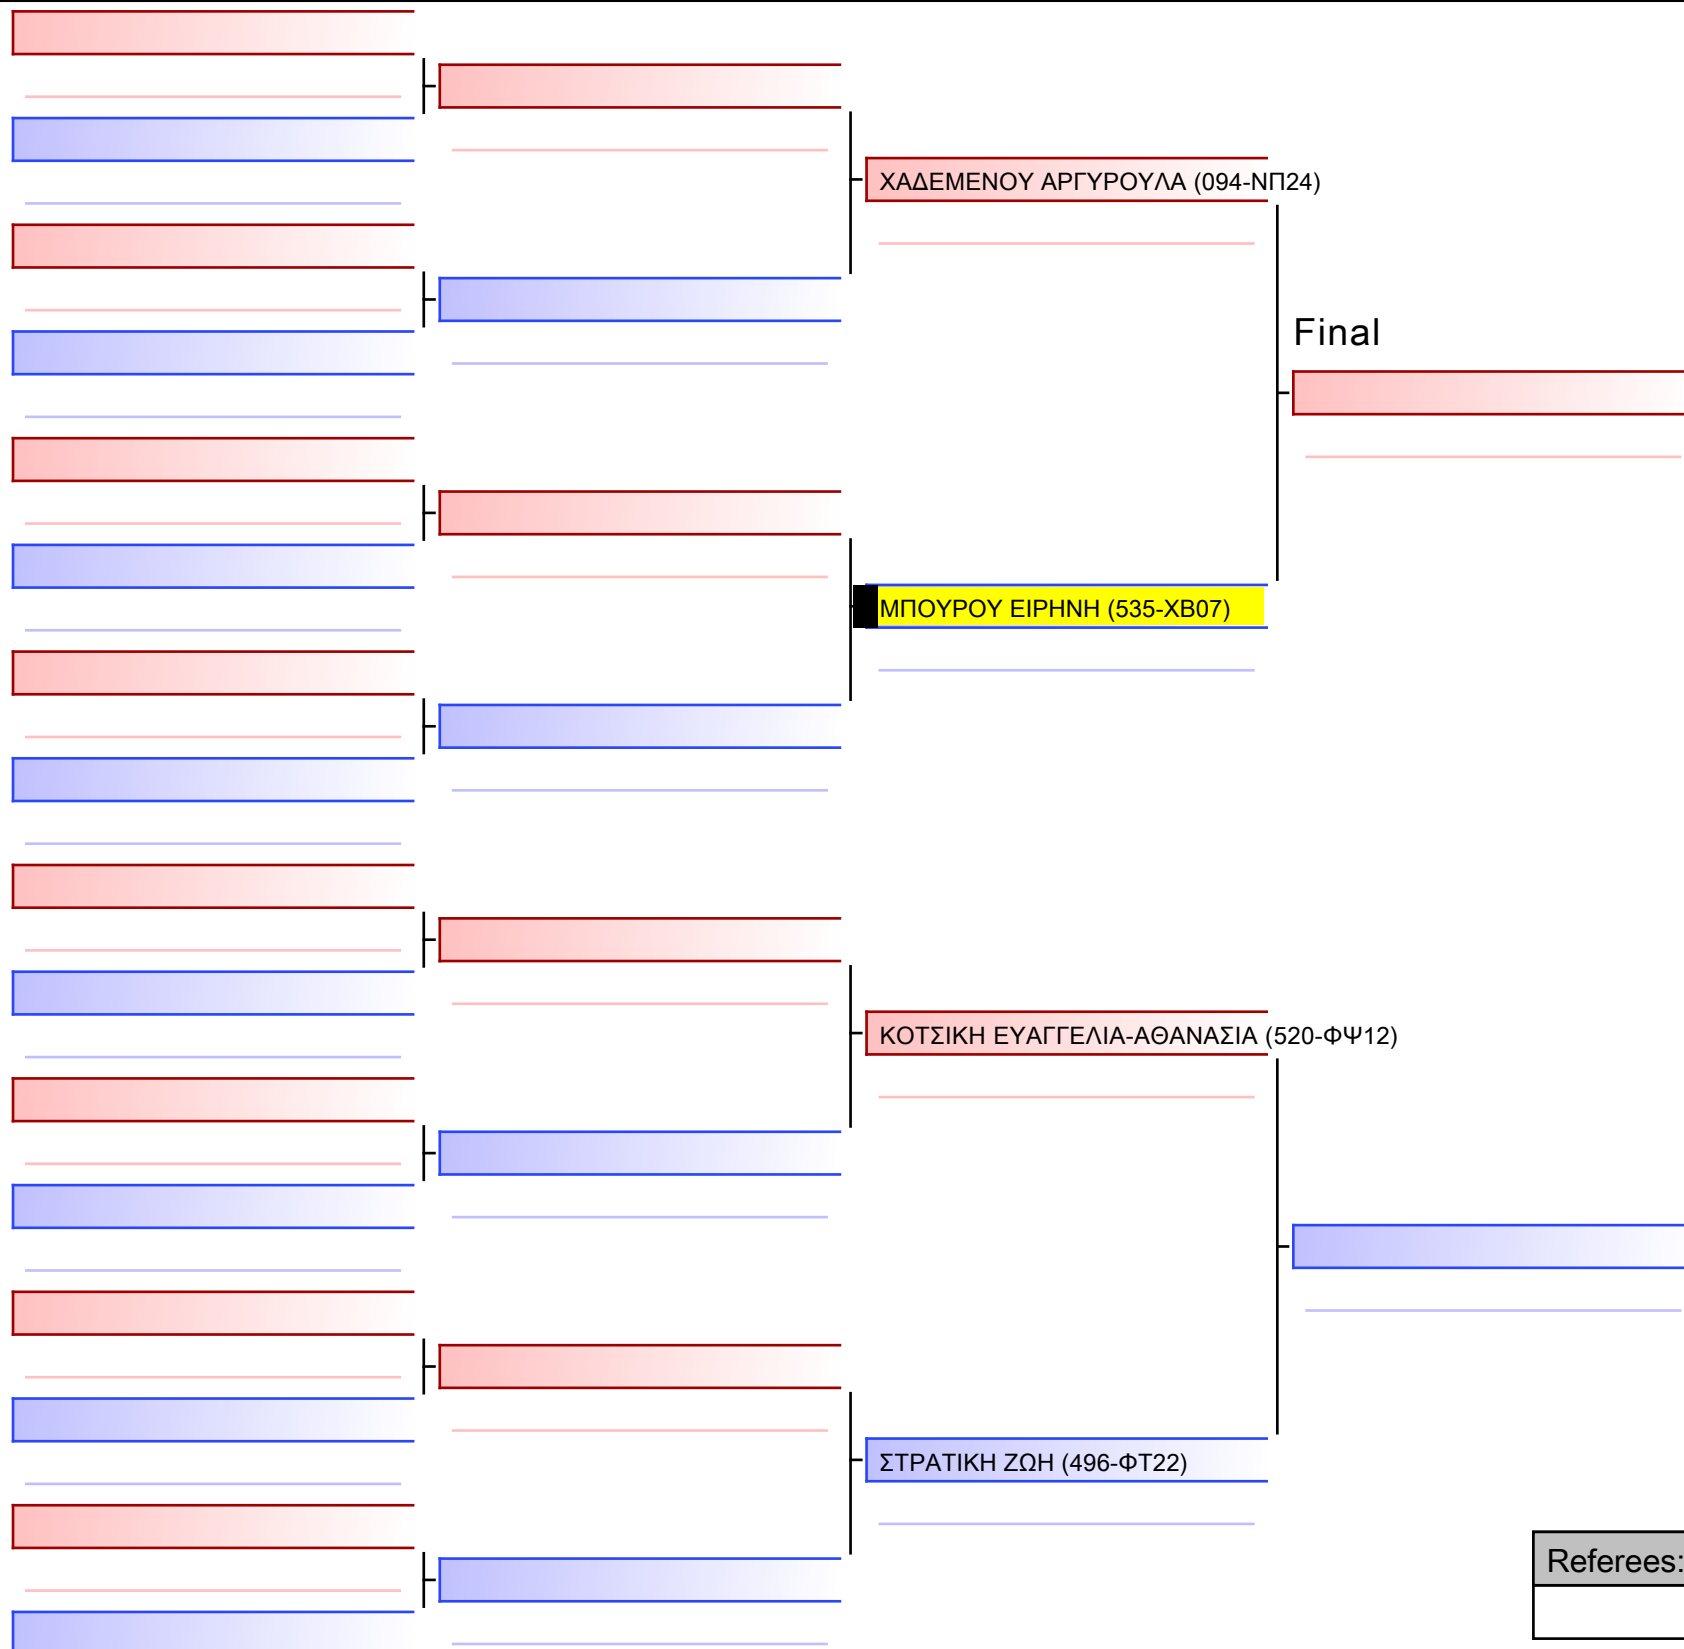 ΧΑΔΕΜΕΝΟΥ ΑΡΓΥΡΟΥΛΑ (094-ΝΠ24)
Final
ΜΠΟΥΡΟΥ ΕΙΡΗΝΗ (535-ΧΒ07)
ΚΟΤΣΙΚΗ ΕΥΑΓΓΕΛΙΑ-ΑΘΑΝΑΣΙΑ (520-ΦΨ12)
ΣΤΡΑΤΙΚΗ ΖΩΗ (496-ΦΤ22)
Referees: